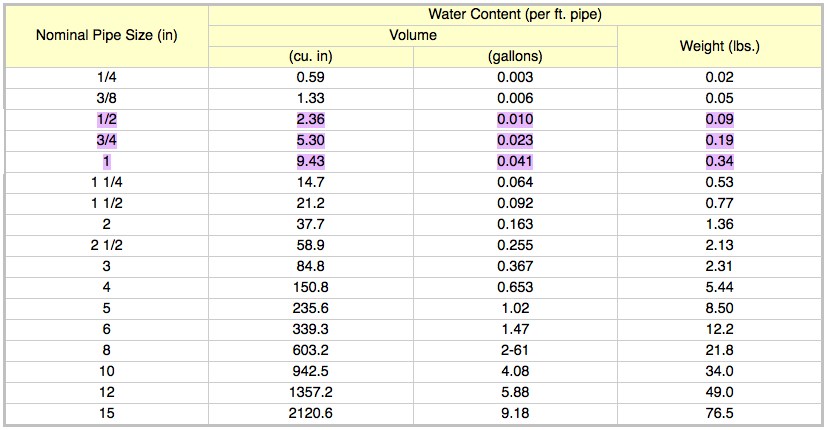 Water Content (per ft. pipe)
Nominal Pipe Size (in) Volume Weight (lbs.)
(cu. in) (gallons)
1/4 0.59 0.003 0.02
3/8 1.33 0.006 0.05
1/2 2.36 0.010 0.09
3/4 5.30 0.023 0.19
1 9.43 0.041 0.34
1 1/4 14.7 0.064 0.53
1 1/2 21.2 0.092 0.77
2 37.7 0.163 1.36
2 1/2 58.9 0.255 2.13
3 84.8 0.367 2.31
4 150.8 0.653 5.44
5 235.6 1.02 8.50
6 339.3 1.47 12.2
8 603.2 2-61 21.8
10 942.5 4.08 34.0
12 1357.2 5.88 49.0
15 2120.6 9.18 76.5